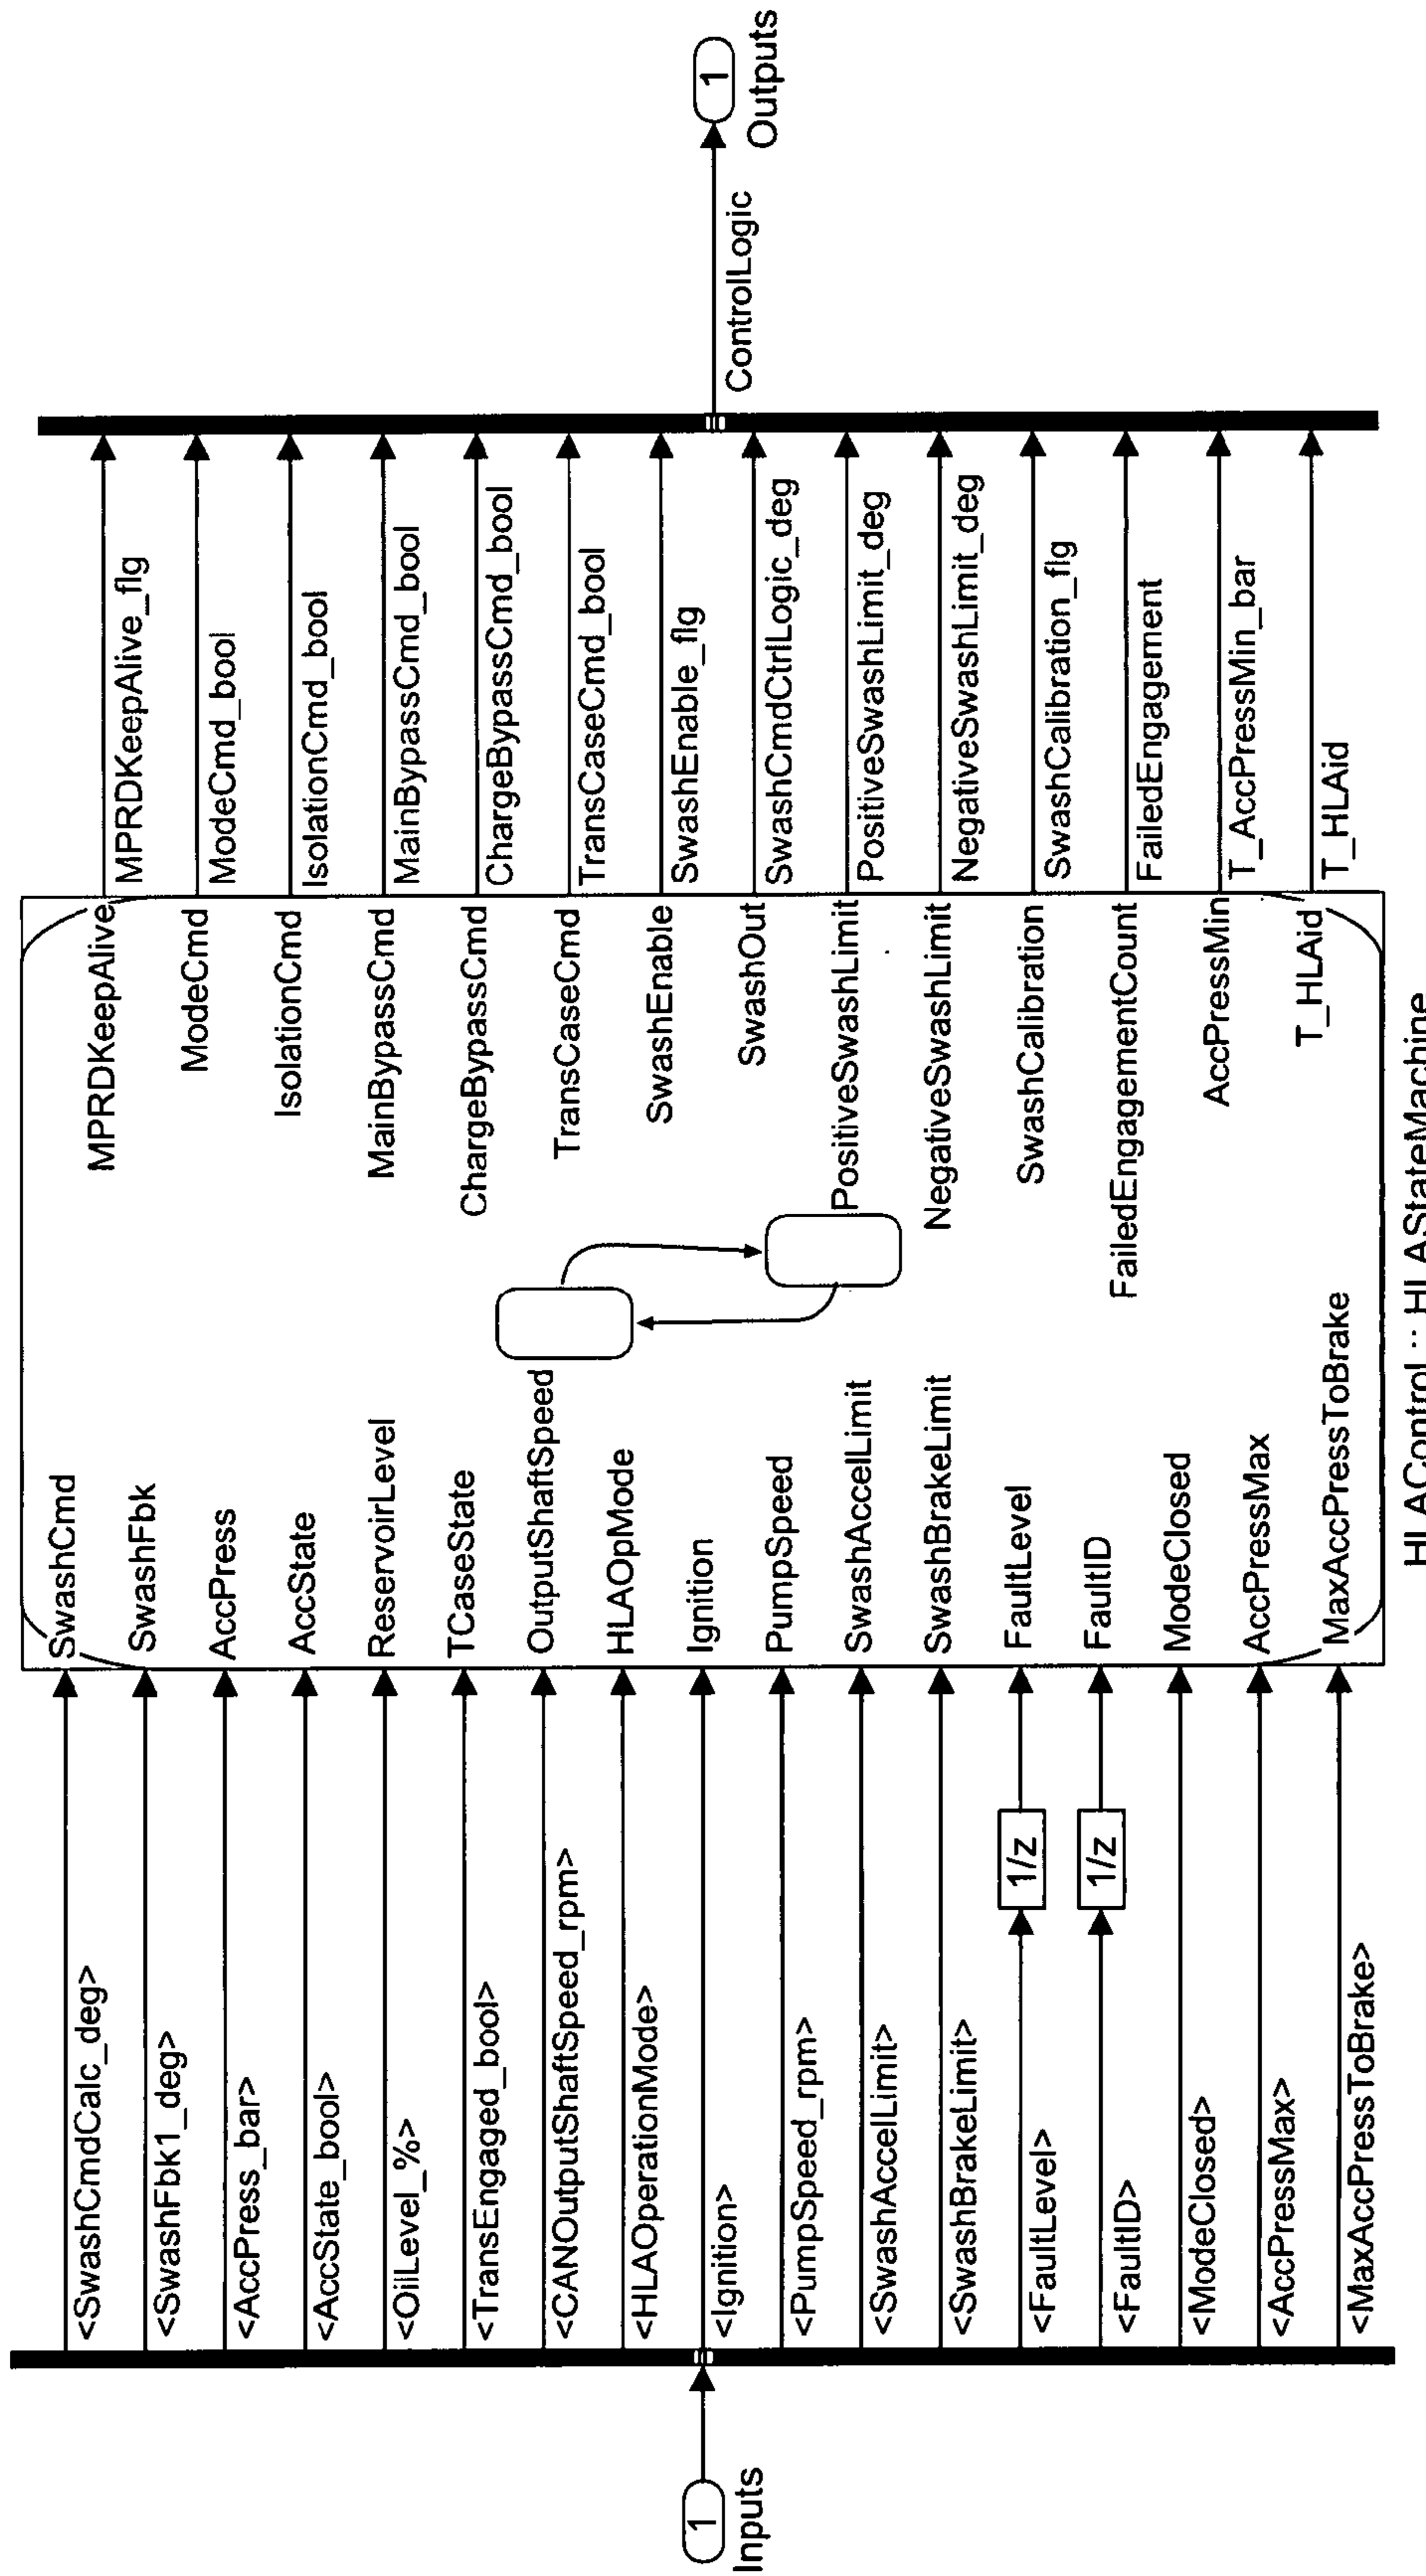 1
Inputs
<SwashCmdCalc_deg>
<SwashFbk1_deg>
<AccPress_bar>
<AccState_bool>
<OilLevel_%>
<TransEngaged_bool>
<CANOutputShaftSpeed_rpm>
<HLAOperationMode>
<Ignition>
<PumpSpeed_rpm>
<SwashAccelLimit>
<SwashBrakeLimit>
<FaultLevel>
<FaultID>
<ModeClosed>
<AccPressMax>
<MaxAccPressToBrake>
1/z
1/z
SwashCmd
SwashFbk
AccPress
AccState
ReservoirLevel
TCaseState
OutputShaftSpeed
HLAOpMode
Ignition
PumpSpeed
SwashAccelLimit
SwashBrakeLimit
FaultLevel
FaultID
ModeClosed
AccPressMax
MaxAccPressToBrake
MPRDKeepAlive
ModeCmd
IsolationCmd
MainBypassCmd
ChargeBypassCmd
TransCaseCmd
SwashEnable
SwashOut
PositiveSwashLimit
NegativeSwashLimit
SwashCalibration
FailedEngagementCount
AccPressMin
T_HLAid
MPRDKeepAlive_flg
ModeCmd_bool
IsolationCmd_bool
MainBypassCmd_bool
ChargeBypassCmd_bool
TransCaseCmd_bool
SwashEnable_flg
SwashCmdCtrlLogic_deg
PositiveSwashLimit_deg
NegativeSwashLimit_deg
SwashCalibration_flg
FailedEngagement
T_AccPressMin_bar
T_HLAid
ControlLogic
1
Outputs
HLAControl :: HLAStateMachine